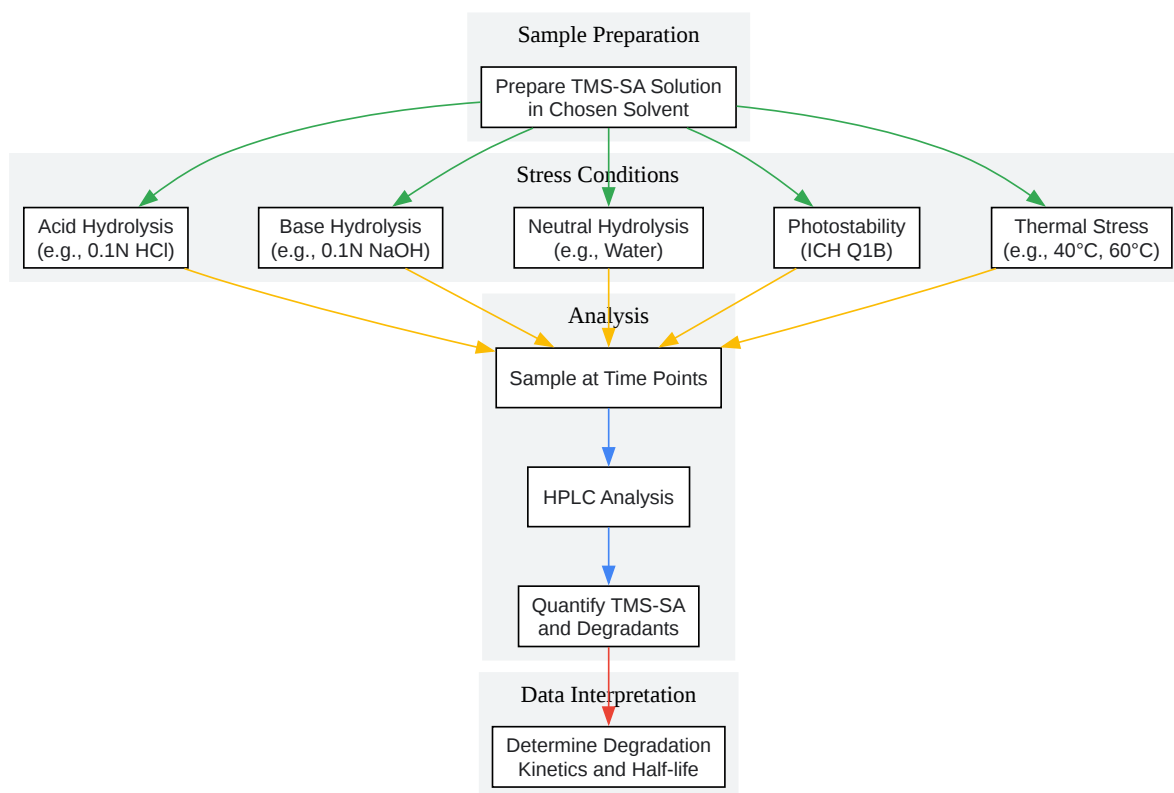 Sample Preparation
Prepare TMS-SA Solution
in Chosen Solvent
Stress Conditions
Acid Hydrolysis
(e.g., 0.1N HCl)
Base Hydrolysis
(e.g., 0.1N NaOH)
Neutral Hydrolysis
(e.g., Water)
Photostability
(ICH Q1B)
Thermal Stress
(e.g., 40°C, 60°C)
Analysis
Sample at Time Points
HPLC Analysis
Quantify TMS-SA
and Degradants
Data Interpretation
Determine Degradation
Kinetics and Half-life